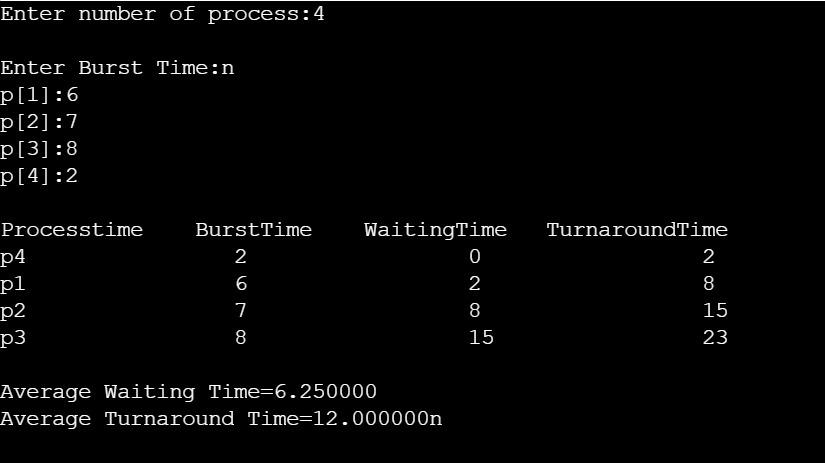 Enter number of process:4
Enter Burst Time:n
p[1]:6
p[2]:7
p[3]:8
p[4]:2
Processtime    BurstTime    WaitingTime   TurnaroundTime
p4                2                 0                 2
p1                6                 2                 8
p2                7                 8                 15
p3                8                 15                23
Average Waiting Time=6.250000
Average Turnaround Time=12.000000n